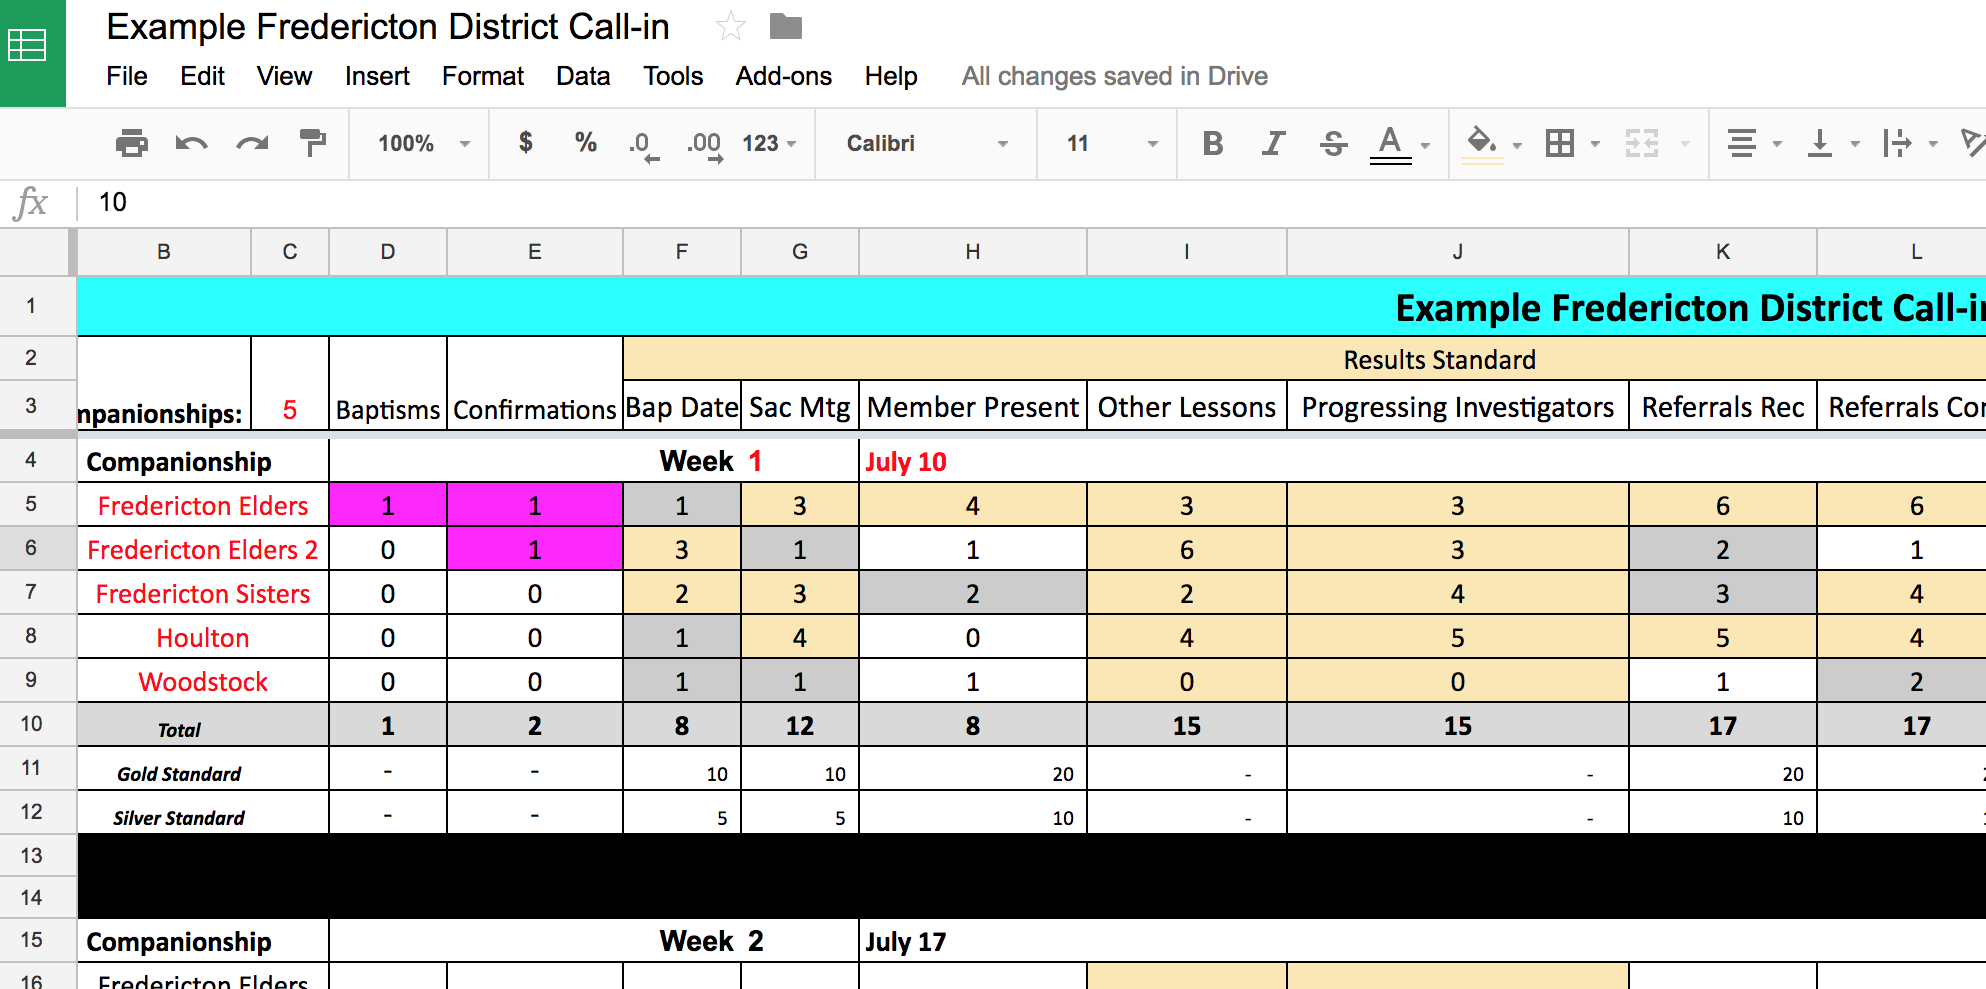 Example Fredericton District Call-in
File Edit View Insert Format Data Tools Add-ons Help All changes saved in Drive
100% $ % .0 .00 123 Calibri 11 B I S A
fx 10
B C D E F G H I J K L
1 Example Fredericton District Call-in
2 Results Standard
3 mpanionships: 5 Baptisms Confirmations Bap Date Sac Mtg Member Present Other Lessons Progressing Investigators Referrals Rec Referrals Con
4 Companionship Week 1 July 10
5 Fredericton Elders 1 1 1 3 4 3 3 6 6
6 Fredericton Elders 2 0 1 3 1 1 6 3 2 1
7 Fredericton Sisters 0 0 2 3 2 2 4 3 4
8 Houlton 0 0 1 4 0 4 5 5 4
9 Woodstock 0 0 1 1 1 0 0 1 2
10 Total 1 2 8 12 8 15 15 17 17
11 Gold Standard - - 10 10 20 - - 20
12 Silver Standard - - 5 5 10 - - 10
13
14
15 Companionship Week 2 July 17
16 Fredericton Elders